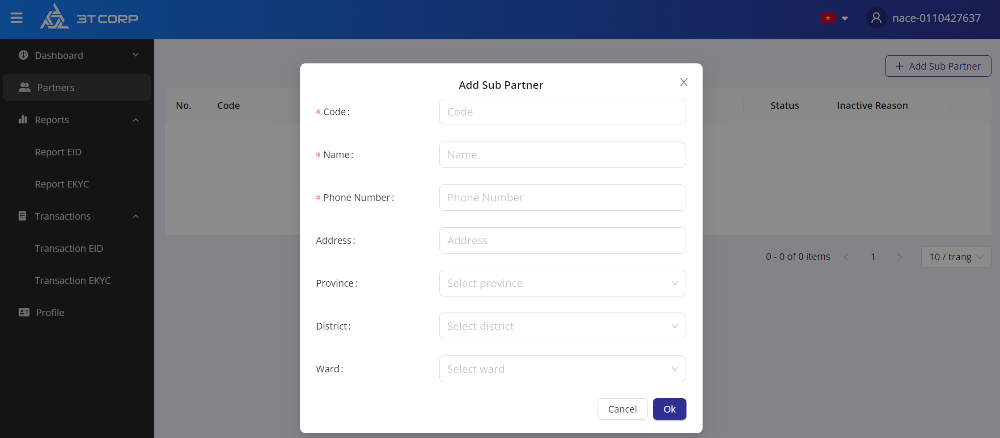 3T CORP
nace-0110427637
Dashboard
Partners
Reports
Report EID
Report EKYC
Transactions
Transaction EID
Transaction EKYC
Profile
+ Add Sub Partner
No. Code Status Inactive Reason
0 - 0 of 0 items < 1 > 10 / trang
Add Sub Partner
* Code: Code
* Name: Name
* Phone Number: Phone Number
Address: Address
Province: Select province
District: Select district
Ward: Select ward
Cancel Ok